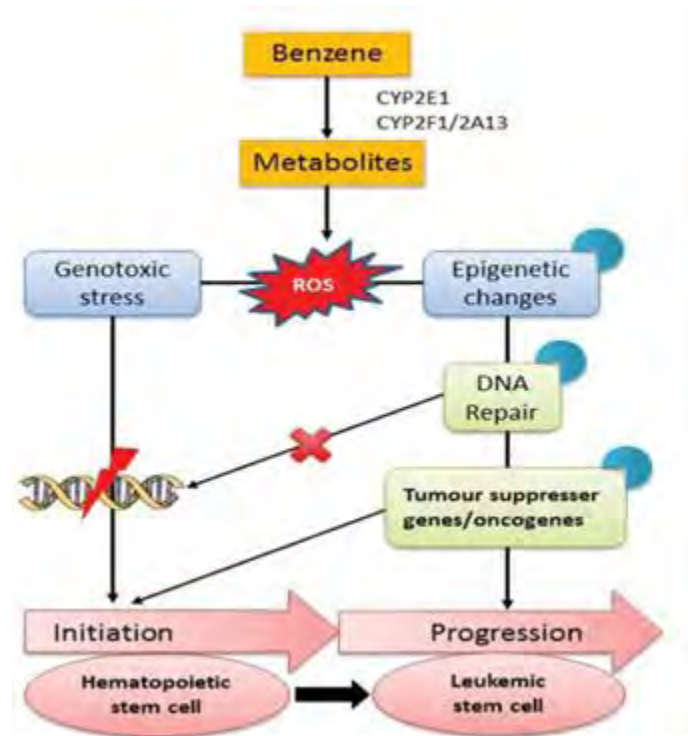 Benzene
CYP2E1
CYP2F1/2A13
Metabolites
Genotoxic
stress
ROS
Epigenetic
changes
DNA
Repair
Tumour suppresser
genes/oncogenes
Initiation
Progression
Hematopoietic
stem cell
Leukemic
stem cell